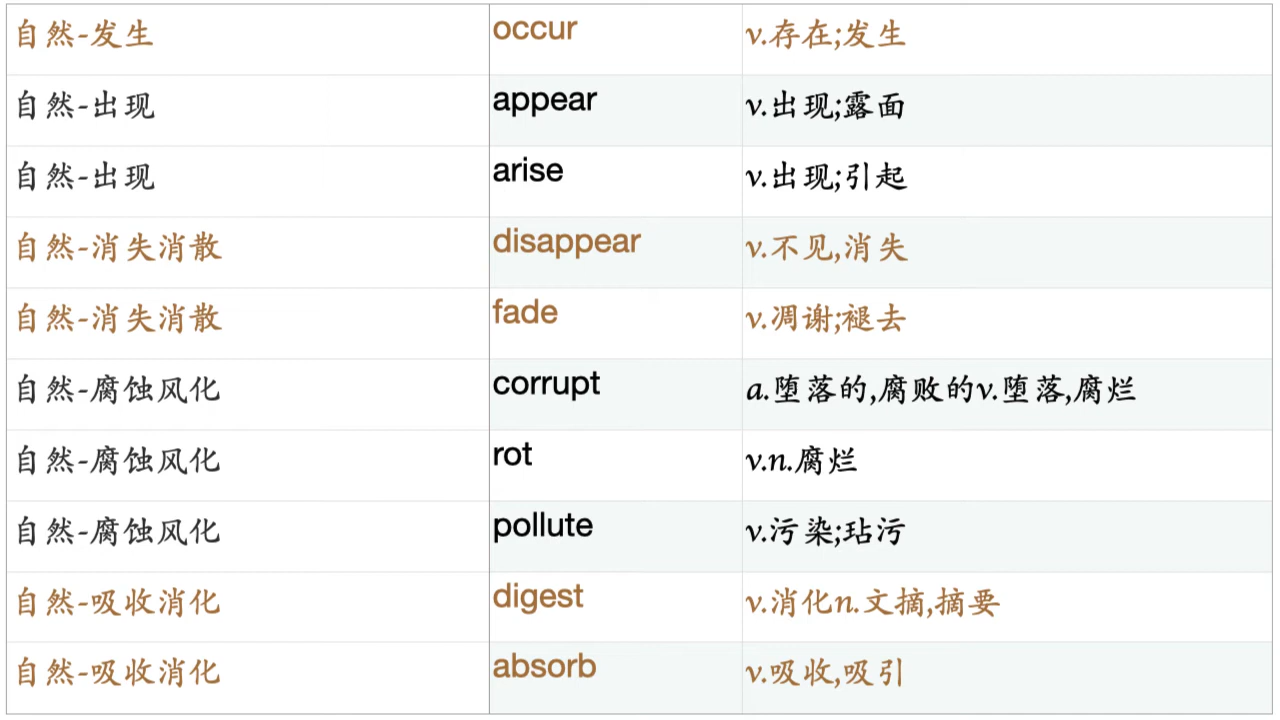 自然-发生 occur v.存在;发生
自然-出现 appear v.出现;露面
自然-出现 arise v.出现;引起
自然-消失消散 disappear v.不见,消失
自然-消失消散 fade v.凋谢;褪去
自然-腐蚀风化 corrupt a.堕落的,腐败的v.堕落,腐烂
自然-腐蚀风化 rot v.n.腐烂
自然-腐蚀风化 pollute v.污染;玷污
自然-吸收消化 digest v.消化n.文摘,摘要
自然-吸收消化 absorb v.吸收,吸引